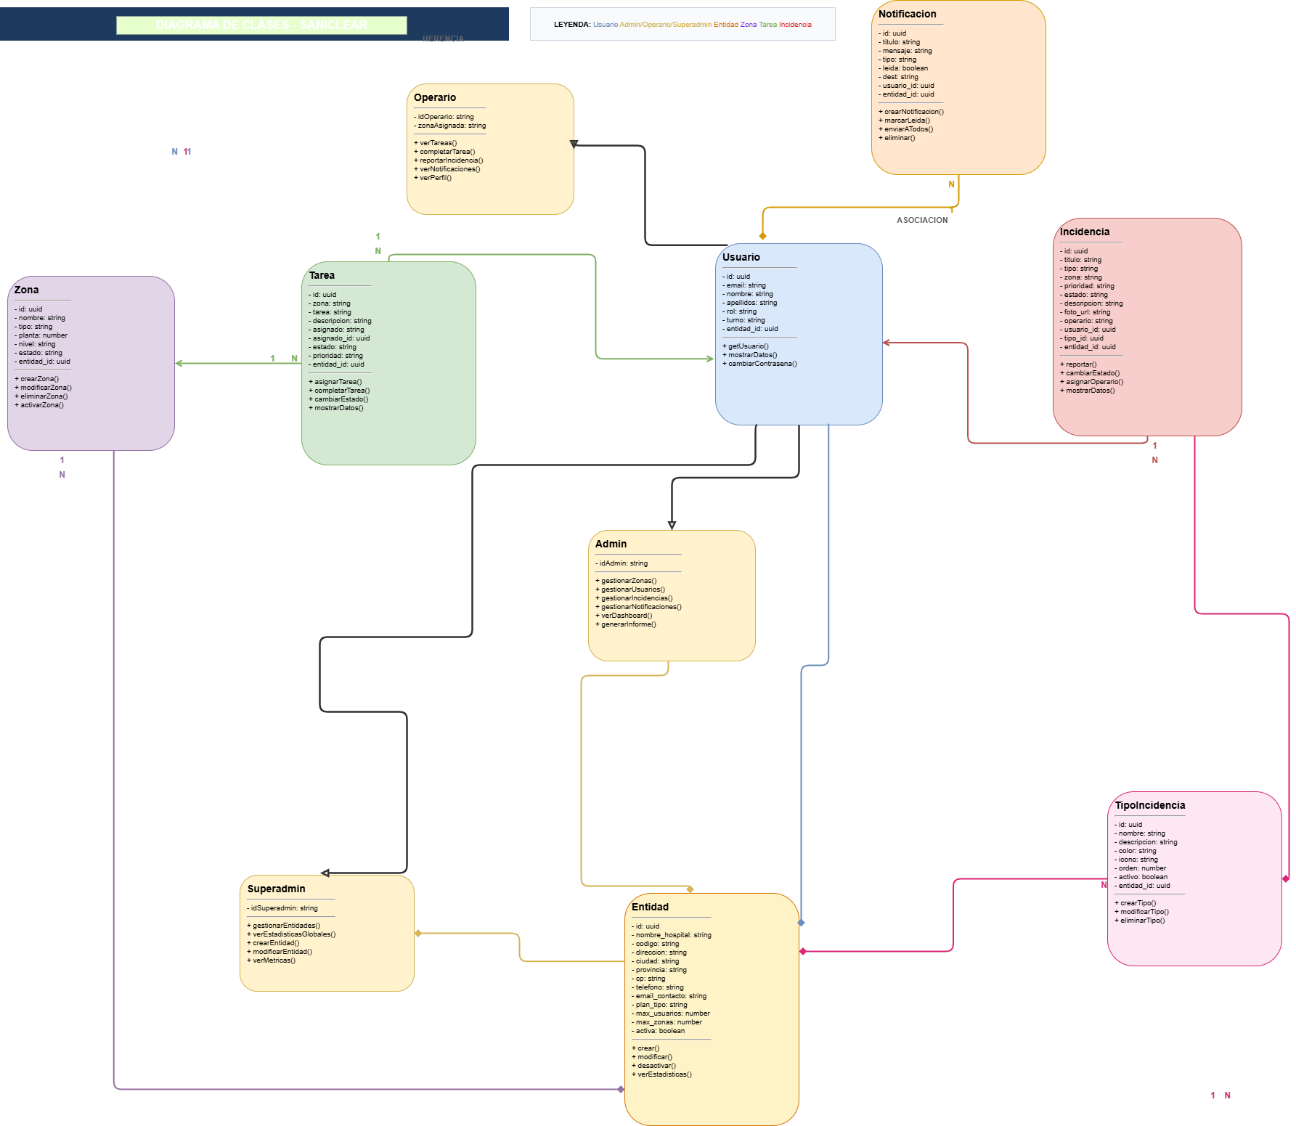 DIAGRAMA DE CLASES - SANICLEAR
HERENCIA
LEYENDA: Usuario Admin/Operario/Superadmin Entidad Zona Tarea Incidencia
Notificacion
- id: uuid
- titulo: string
- mensaje: string
- tipo: string
- leida: boolean
- dest: string
- usuario_id: uuid
- entidad_id: uuid
+ crearNotificacion()
+ marcarLeida()
+ enviarATodos()
+ eliminar()
N
1
ASOCIACION
Operario
- idOperario: string
- zonaAsignada: string
+ verTareas()
+ completarTarea()
+ reportarIncidencia()
+ verNotificaciones()
+ verPerfil()
N 11
1
N
Incidencia
- id: uuid
- titulo: string
- tipo: string
- zona: string
- prioridad: string
- estado: string
- descripcion: string
- foto_url: string
- operario: string
- usuario_id: uuid
- tipo_id: uuid
- entidad_id: uuid
+ reportar()
+ cambiarEstado()
+ asignarOperario()
+ mostrarDatos()
1
N
Usuario
- id: uuid
- email: string
- nombre: string
- apellidos: string
- rol: string
- turno: string
- entidad_id: uuid
+ getUsuario()
+ mostrarDatos()
+ cambiarContrasena()
Tarea
- id: uuid
- zona: string
- tarea: string
- descripcion: string
- asignado: string
- asignado_id: uuid
- estado: string
- prioridad: string
- entidad_id: uuid
+ asignarTarea()
+ completarTarea()
+ cambiarEstado()
+ mostrarDatos()
1 N
Zona
- id: uuid
- nombre: string
- tipo: string
- planta: number
- nivel: string
- estado: string
- entidad_id: uuid
+ crearZona()
+ modificarZona()
+ eliminarZona()
+ activarZona()
1
N
Admin
- idAdmin: string
+ gestionarZonas()
+ gestionarUsuarios()
+ gestionarIncidencias()
+ gestionarNotificaciones()
+ verDashboard()
+ generarInforme()
TipoIncidencia
- id: uuid
- nombre: string
- descripcion: string
- color: string
- icono: string
- orden: number
- activo: boolean
- entidad_id: uuid
+ crearTipo()
+ modificarTipo()
+ eliminarTipo()
N
Superadmin
- idSuperadmin: string
+ gestionarEntidades()
+ verEstadisticasGlobales()
+ crearEntidad()
+ modificarEntidad()
+ verMetricas()
Entidad
- id: uuid
- nombre_hospital: string
- codigo: string
- direccion: string
- ciudad: string
- provincia: string
- cp: string
- telefono: string
- email_contacto: string
- plan_tipo: string
- max_usuarios: number
- max_zonas: number
- activa: boolean
+ crear()
+ modificar()
+ desactivar()
+ verEstadisticas()
1 N